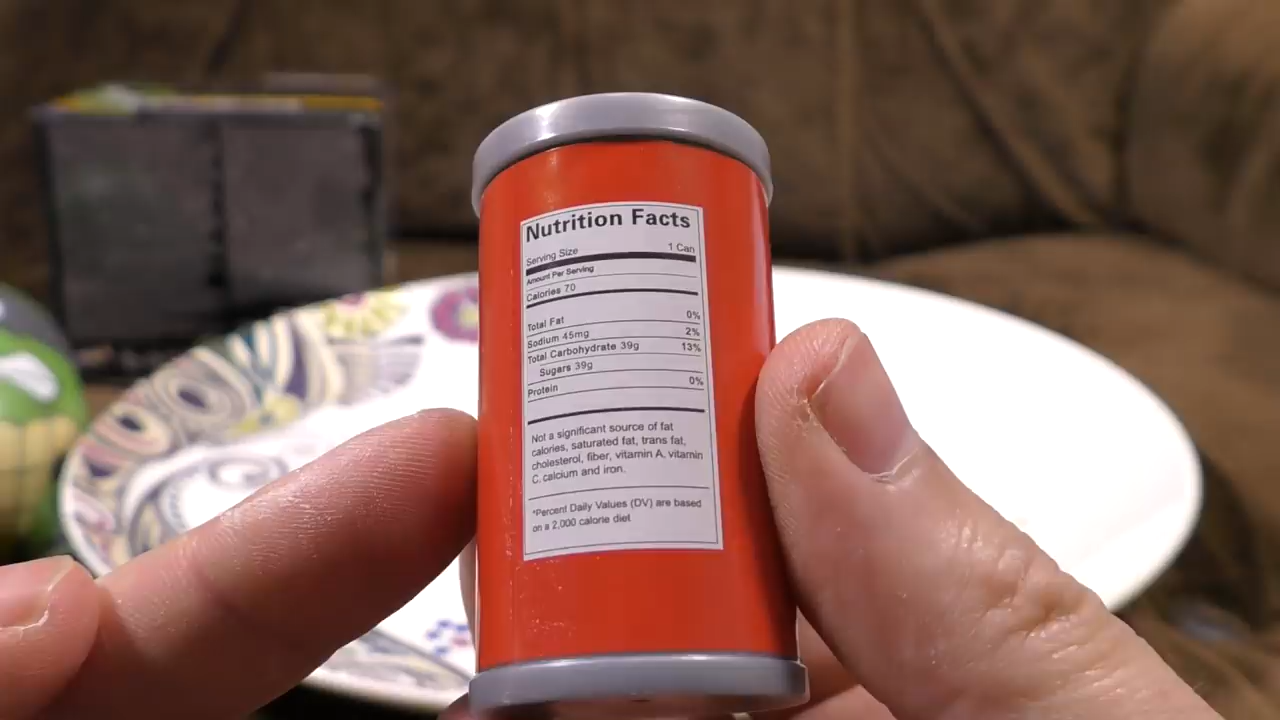 Nutrition Facts
Serving Size 1 Can
Amount Per Serving
Calories 70
Total Fat 0%
Sodium 45mg 2%
Total Carbohydrate 39g 13%
Sugars 39g
Protein 0%
Not a significant source of fat
calories, saturated fat, trans fat,
cholesterol, fiber, vitamin A, vitamin
C, calcium and iron.
*Percent Daily Values (DV) are based
on a 2,000 calorie diet